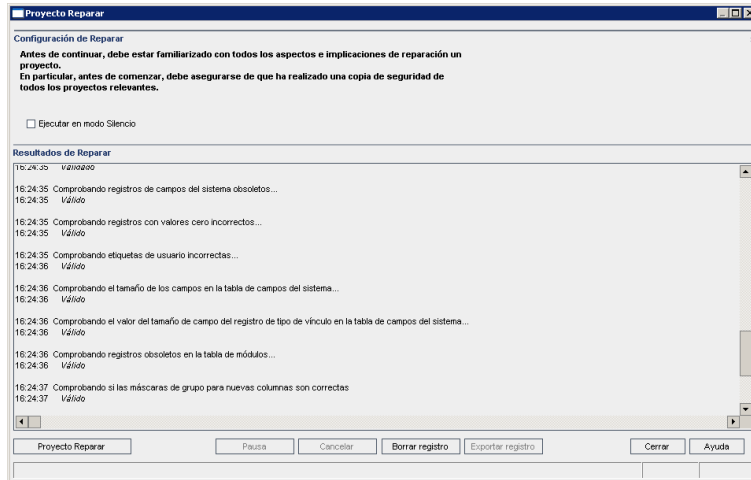 Proyecto Reparar
Configuración de Reparar
Antes de continuar, debe estar familiarizado con todos los aspectos e implicaciones de reparación un
proyecto.
En particular, antes de comenzar, debe asegurarse de que ha realizado una copia de seguridad de
todos los proyectos relevantes.
Ejecutar en modo Silencio
Resultados de Reparar
16:24:35 Validado
16:24:35 Comprobando registros de campos del sistema obsoletos...
16:24:35 Válido
16:24:35 Comprobando registros con valores cero incorrectos...
16:24:35 Válido
16:24:35 Comprobando etiquetas de usuario incorrectas...
16:24:36 Válido
16:24:36 Comprobando el tamaño de los campos en la tabla de campos del sistema...
16:24:36 Válido
16:24:36 Comprobando el valor del tamaño de campo del registro de tipo de vínculo en la tabla de campos del sistema...
16:24:36 Válido
16:24:36 Comprobando registros obsoletos en la tabla de módulos...
16:24:36 Válido
16:24:37 Comprobando si las máscaras de grupo para nuevas columnas son correctas
16:24:37 Válido
Proyecto Reparar Pausa Cancelar Borrar registro Exportar registro Cerrar Ayuda